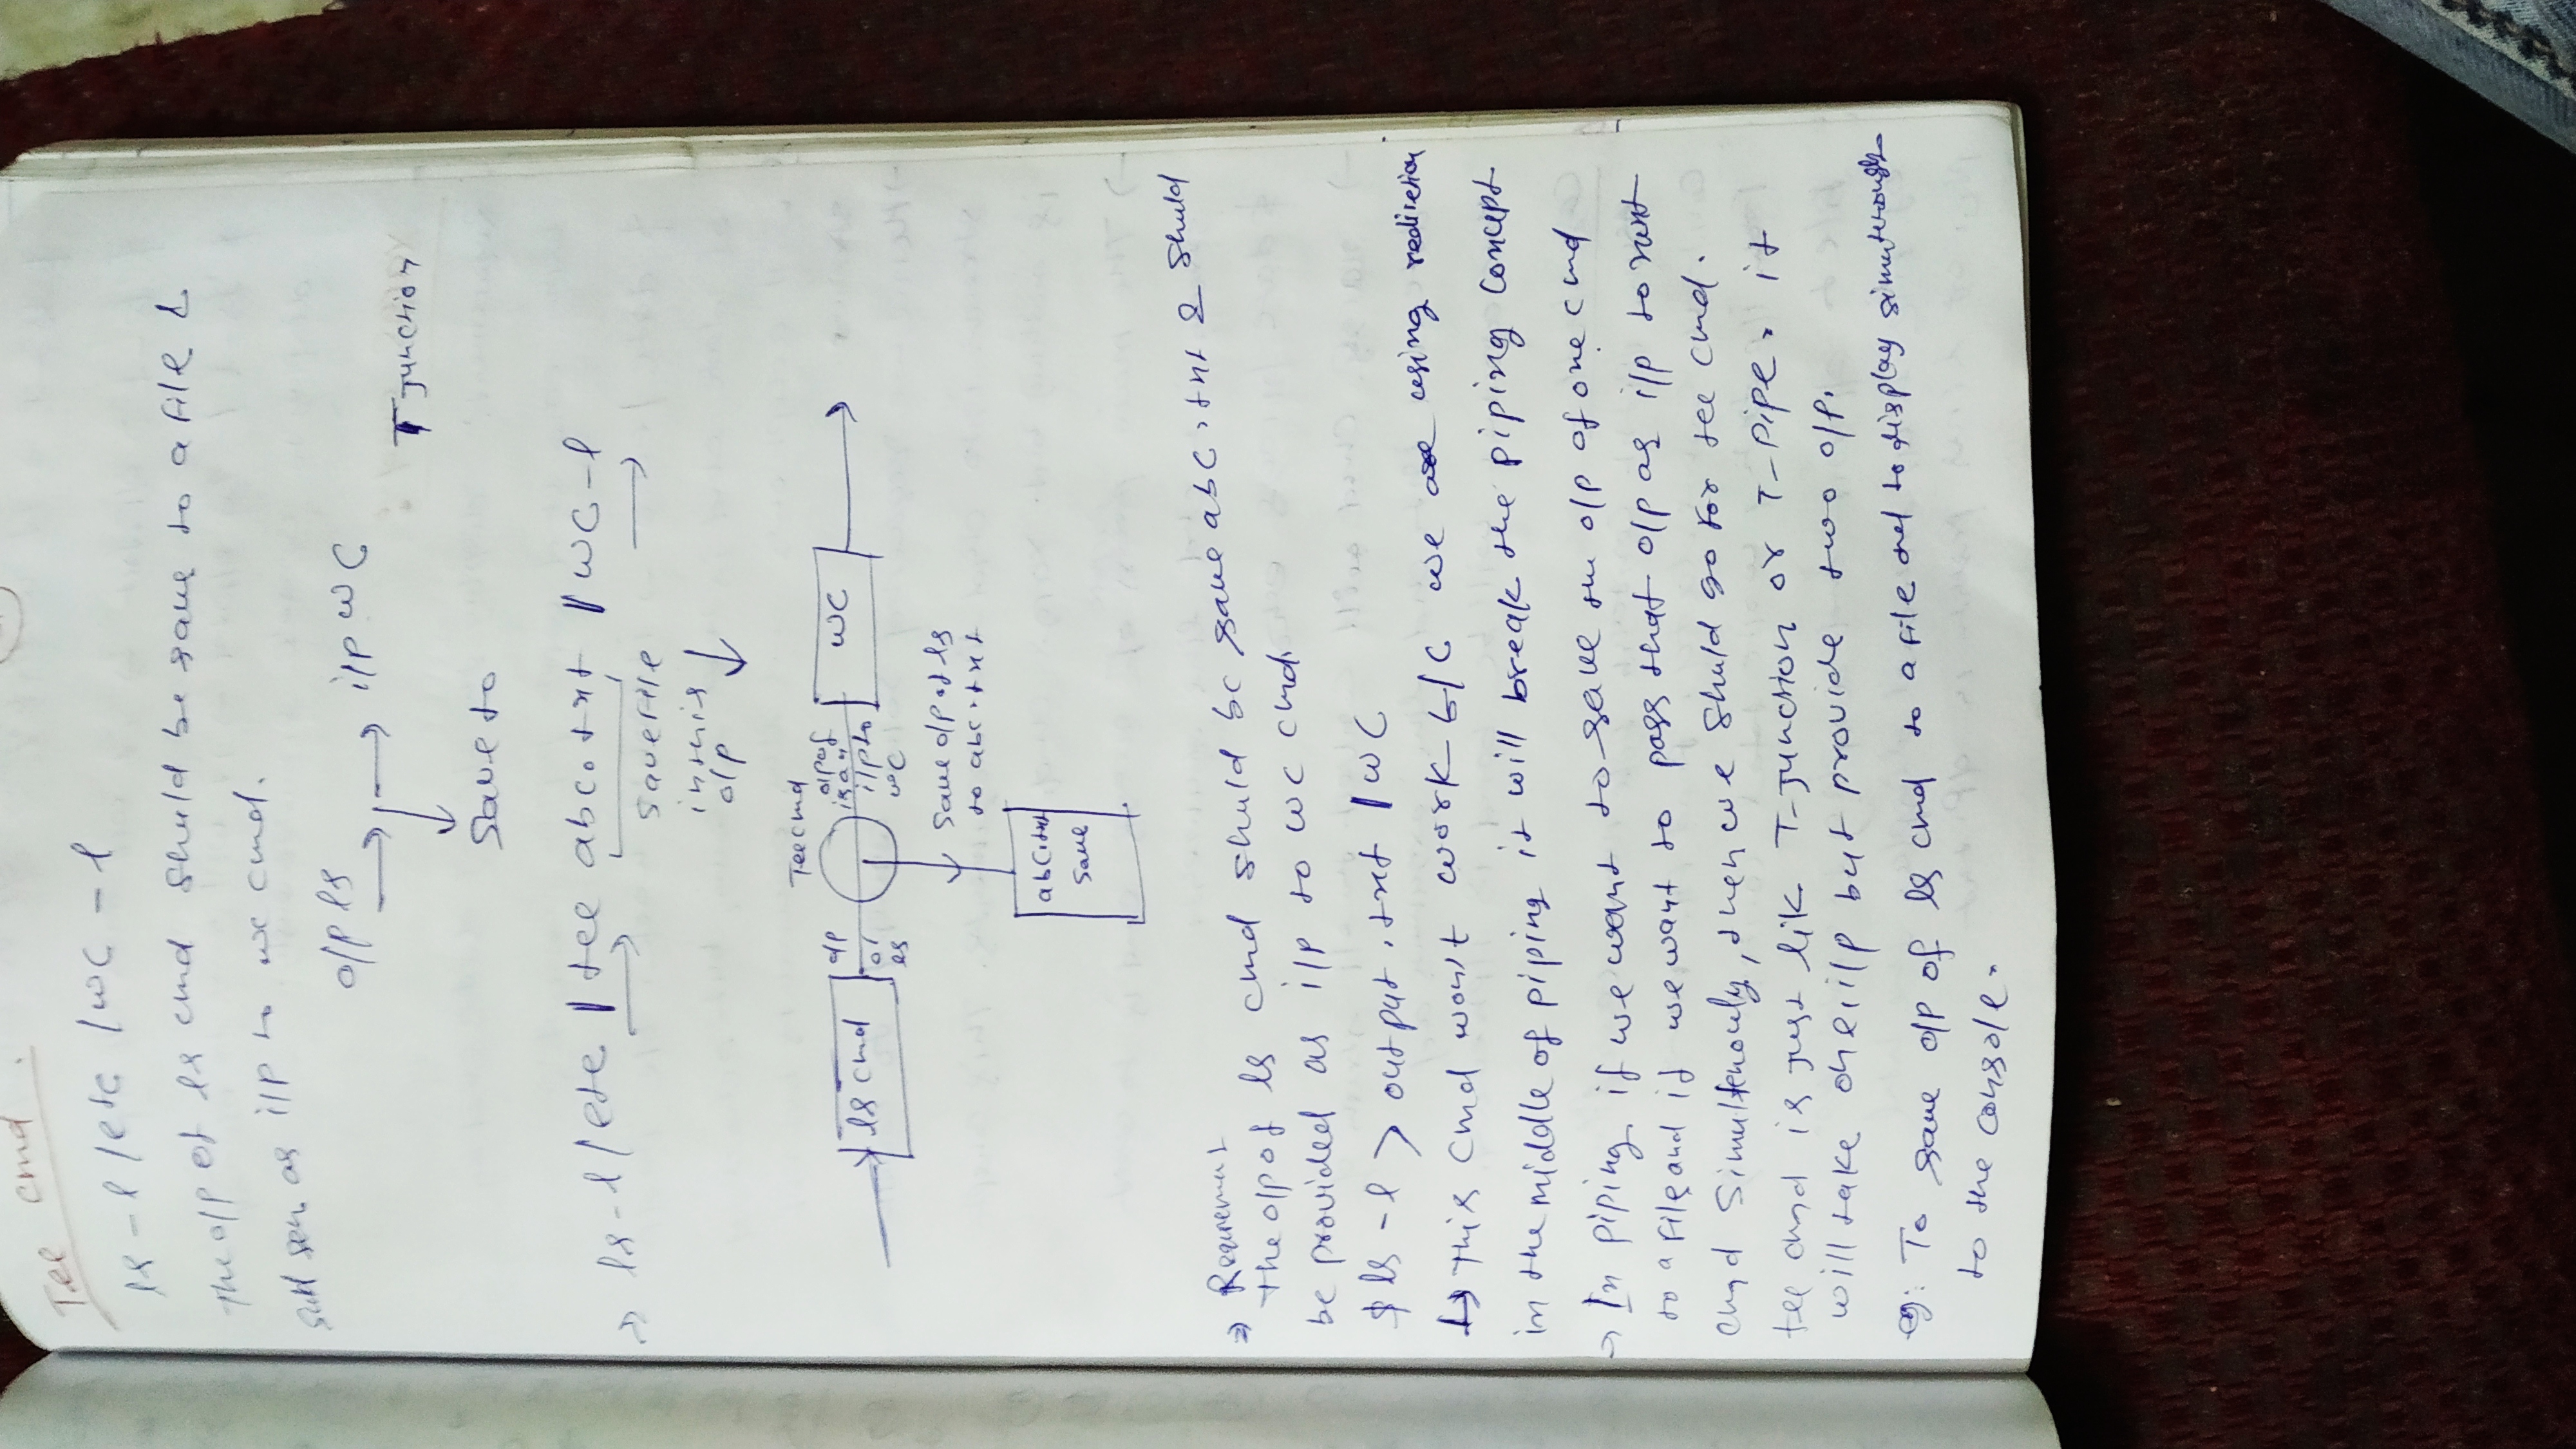 Tee cmd :
ls -l /etc | wc -l
The o/p of ls cmd should be save to a file &
as i/p to wc cmd.
o/p ls → → i/p wc
T Junction
↓
Save to
→ ls -l /etc | tee abc.txt | wc -l
→ save file →
in this ↓
o/p
Tee cmd
ls cmd
o/p of ls
o/p of is an i/p to wc
wc
save o/p of ls
to abc.txt
abc.txt
save
⇒ Requirement
the o/p of ls cmd should be save abc.txt & should
be provided as i/p to wc cmd.
$ ls -l > output.txt | wc
↳ This cmd won't work b/c we are using redirection
in the middle of piping it will break the piping concept
→ In piping, if we want to save the o/p of one cmd
to a file and if we want to pass that o/p as i/p to next
cmd Simultenouly, then we should go for tee cmd.
tee cmd is just lik T-Junction or T-Pipe. it
will take one i/p but provide two o/p.
eg: To save o/p of ls cmd to a file and to display
to the console.